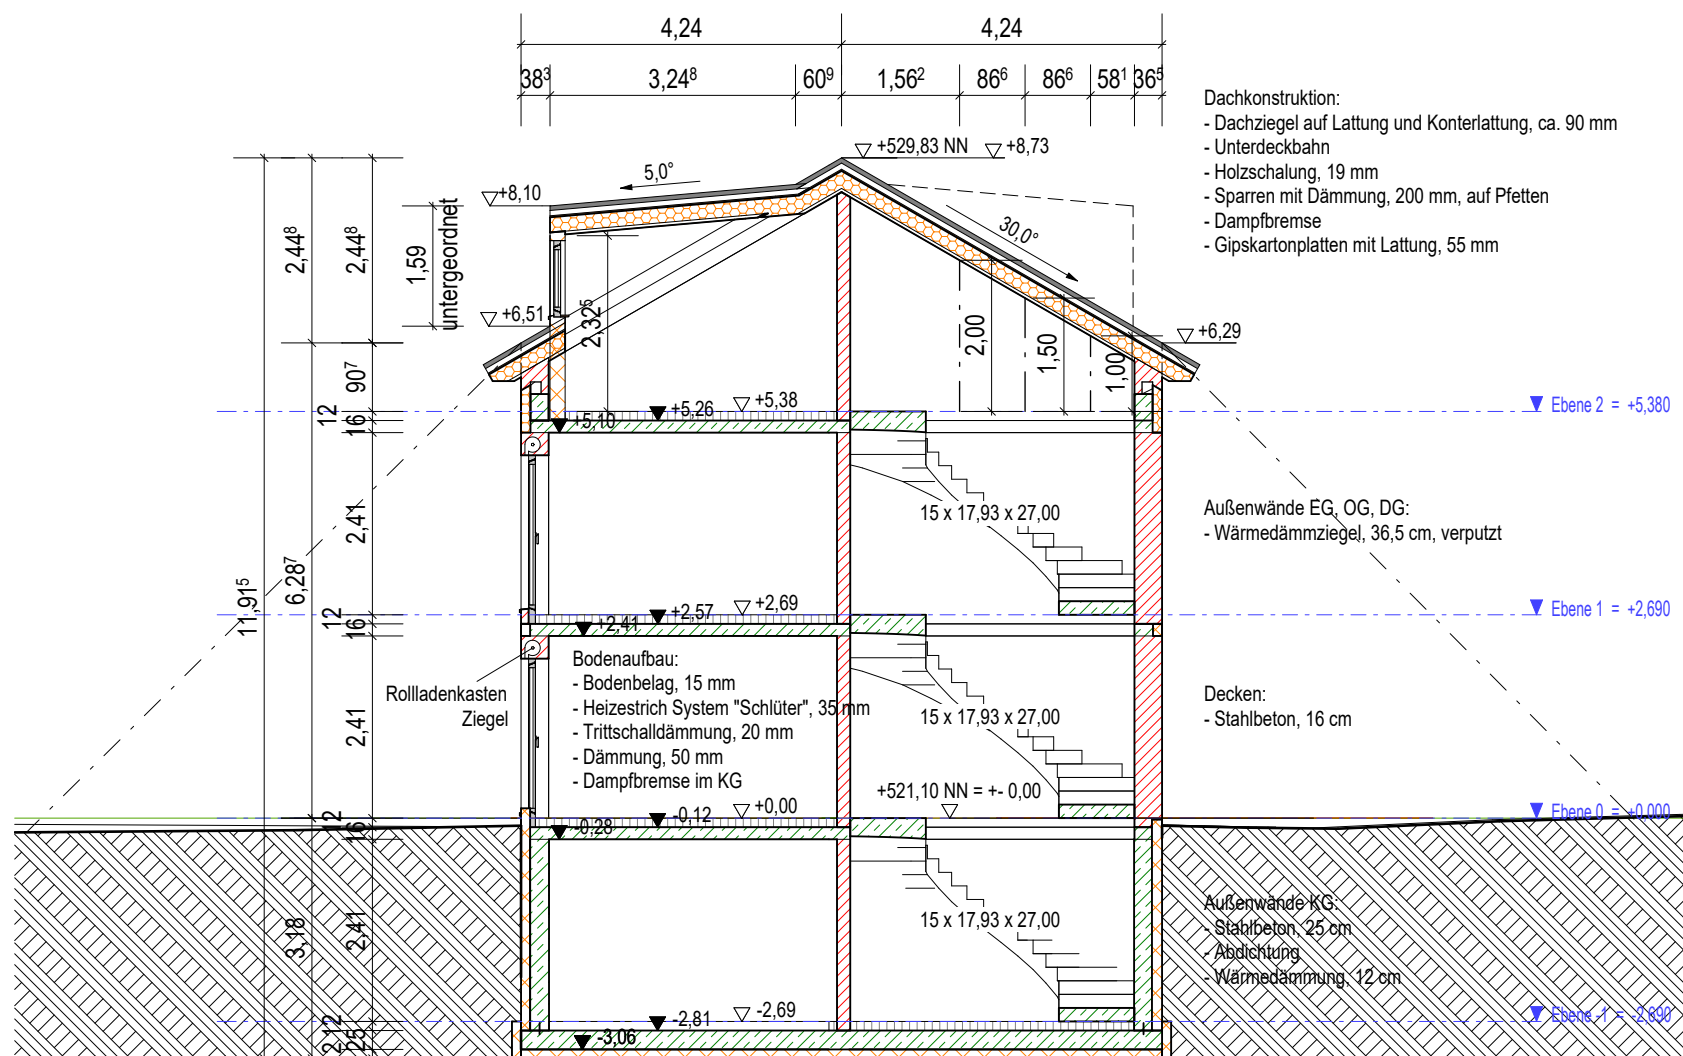 4,24
4,24
38³
3,24⁸
60⁹
1,56²
86⁶
86⁶
58¹
36⁵
Dachkonstruktion:
- Dachziegel auf Lattung und Konterlattung, ca. 90 mm
- Unterdeckbahn
- Holzschalung, 19 mm
- Sparren mit Dämmung, 200 mm, auf Pfetten
- Dampfbremse
- Gipskartonplatten mit Lattung, 55 mm
+529,83 NN
+8,73
5,0°
+8,10
30,0°
2,44⁸
2,44⁸
1,59
untergeordnet
+6,51
2,32⁵
2,00
1,50
1,00
+6,29
90⁷
12
16
+5,38
+5,26
+5,10
Ebene 2 = +5,380
15 x 17,93 x 27,00
Außenwände EG, OG, DG:
- Wärmedämmziegel, 36,5 cm, verputzt
2,41
6,28⁷
11,91⁵
12
16
+2,69
+2,57
+2,41
Ebene 1 = +2,690
Rollladenkasten
Ziegel
Bodenaufbau:
- Bodenbelag, 15 mm
- Heizestrich System "Schlüter", 35 mm
- Trittschalldämmung, 20 mm
- Dämmung, 50 mm
- Dampfbremse im KG
15 x 17,93 x 27,00
Decken:
- Stahlbeton, 16 cm
2,41
+521,10 NN = +- 0,00
12
16
+0,00
-0,12
-0,28
Ebene 0 = +0,000
15 x 17,93 x 27,00
Außenwände KG:
- Stahlbeton, 25 cm
- Abdichtung
- Wärmedämmung, 12 cm
3,18
2,41
-2,69
-2,81
-3,06
Ebene -1 = -2,690
12
25